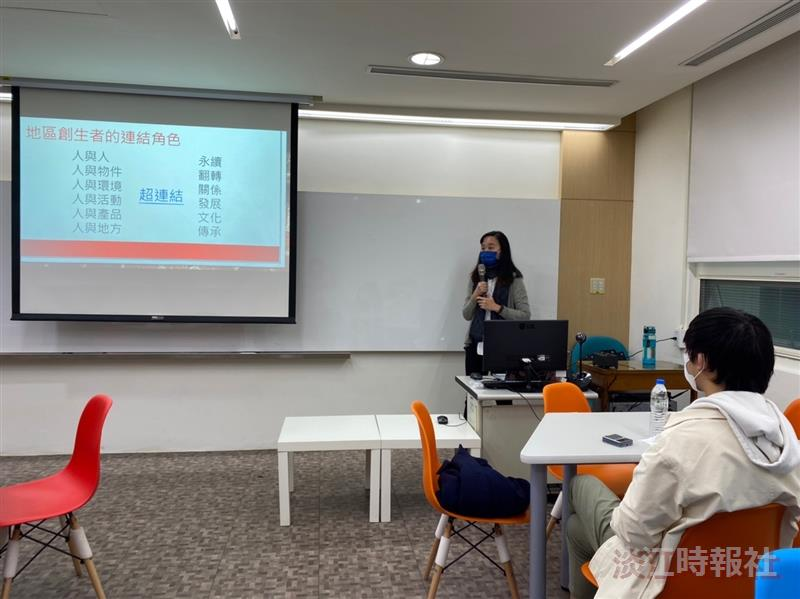 地區創生者的連結角色
人與人
人與物件
人與環境
人與活動
人與產品
人與地方
超連結
永續
翻轉
關係
發展
文化
傳承
LG
淡江時報社